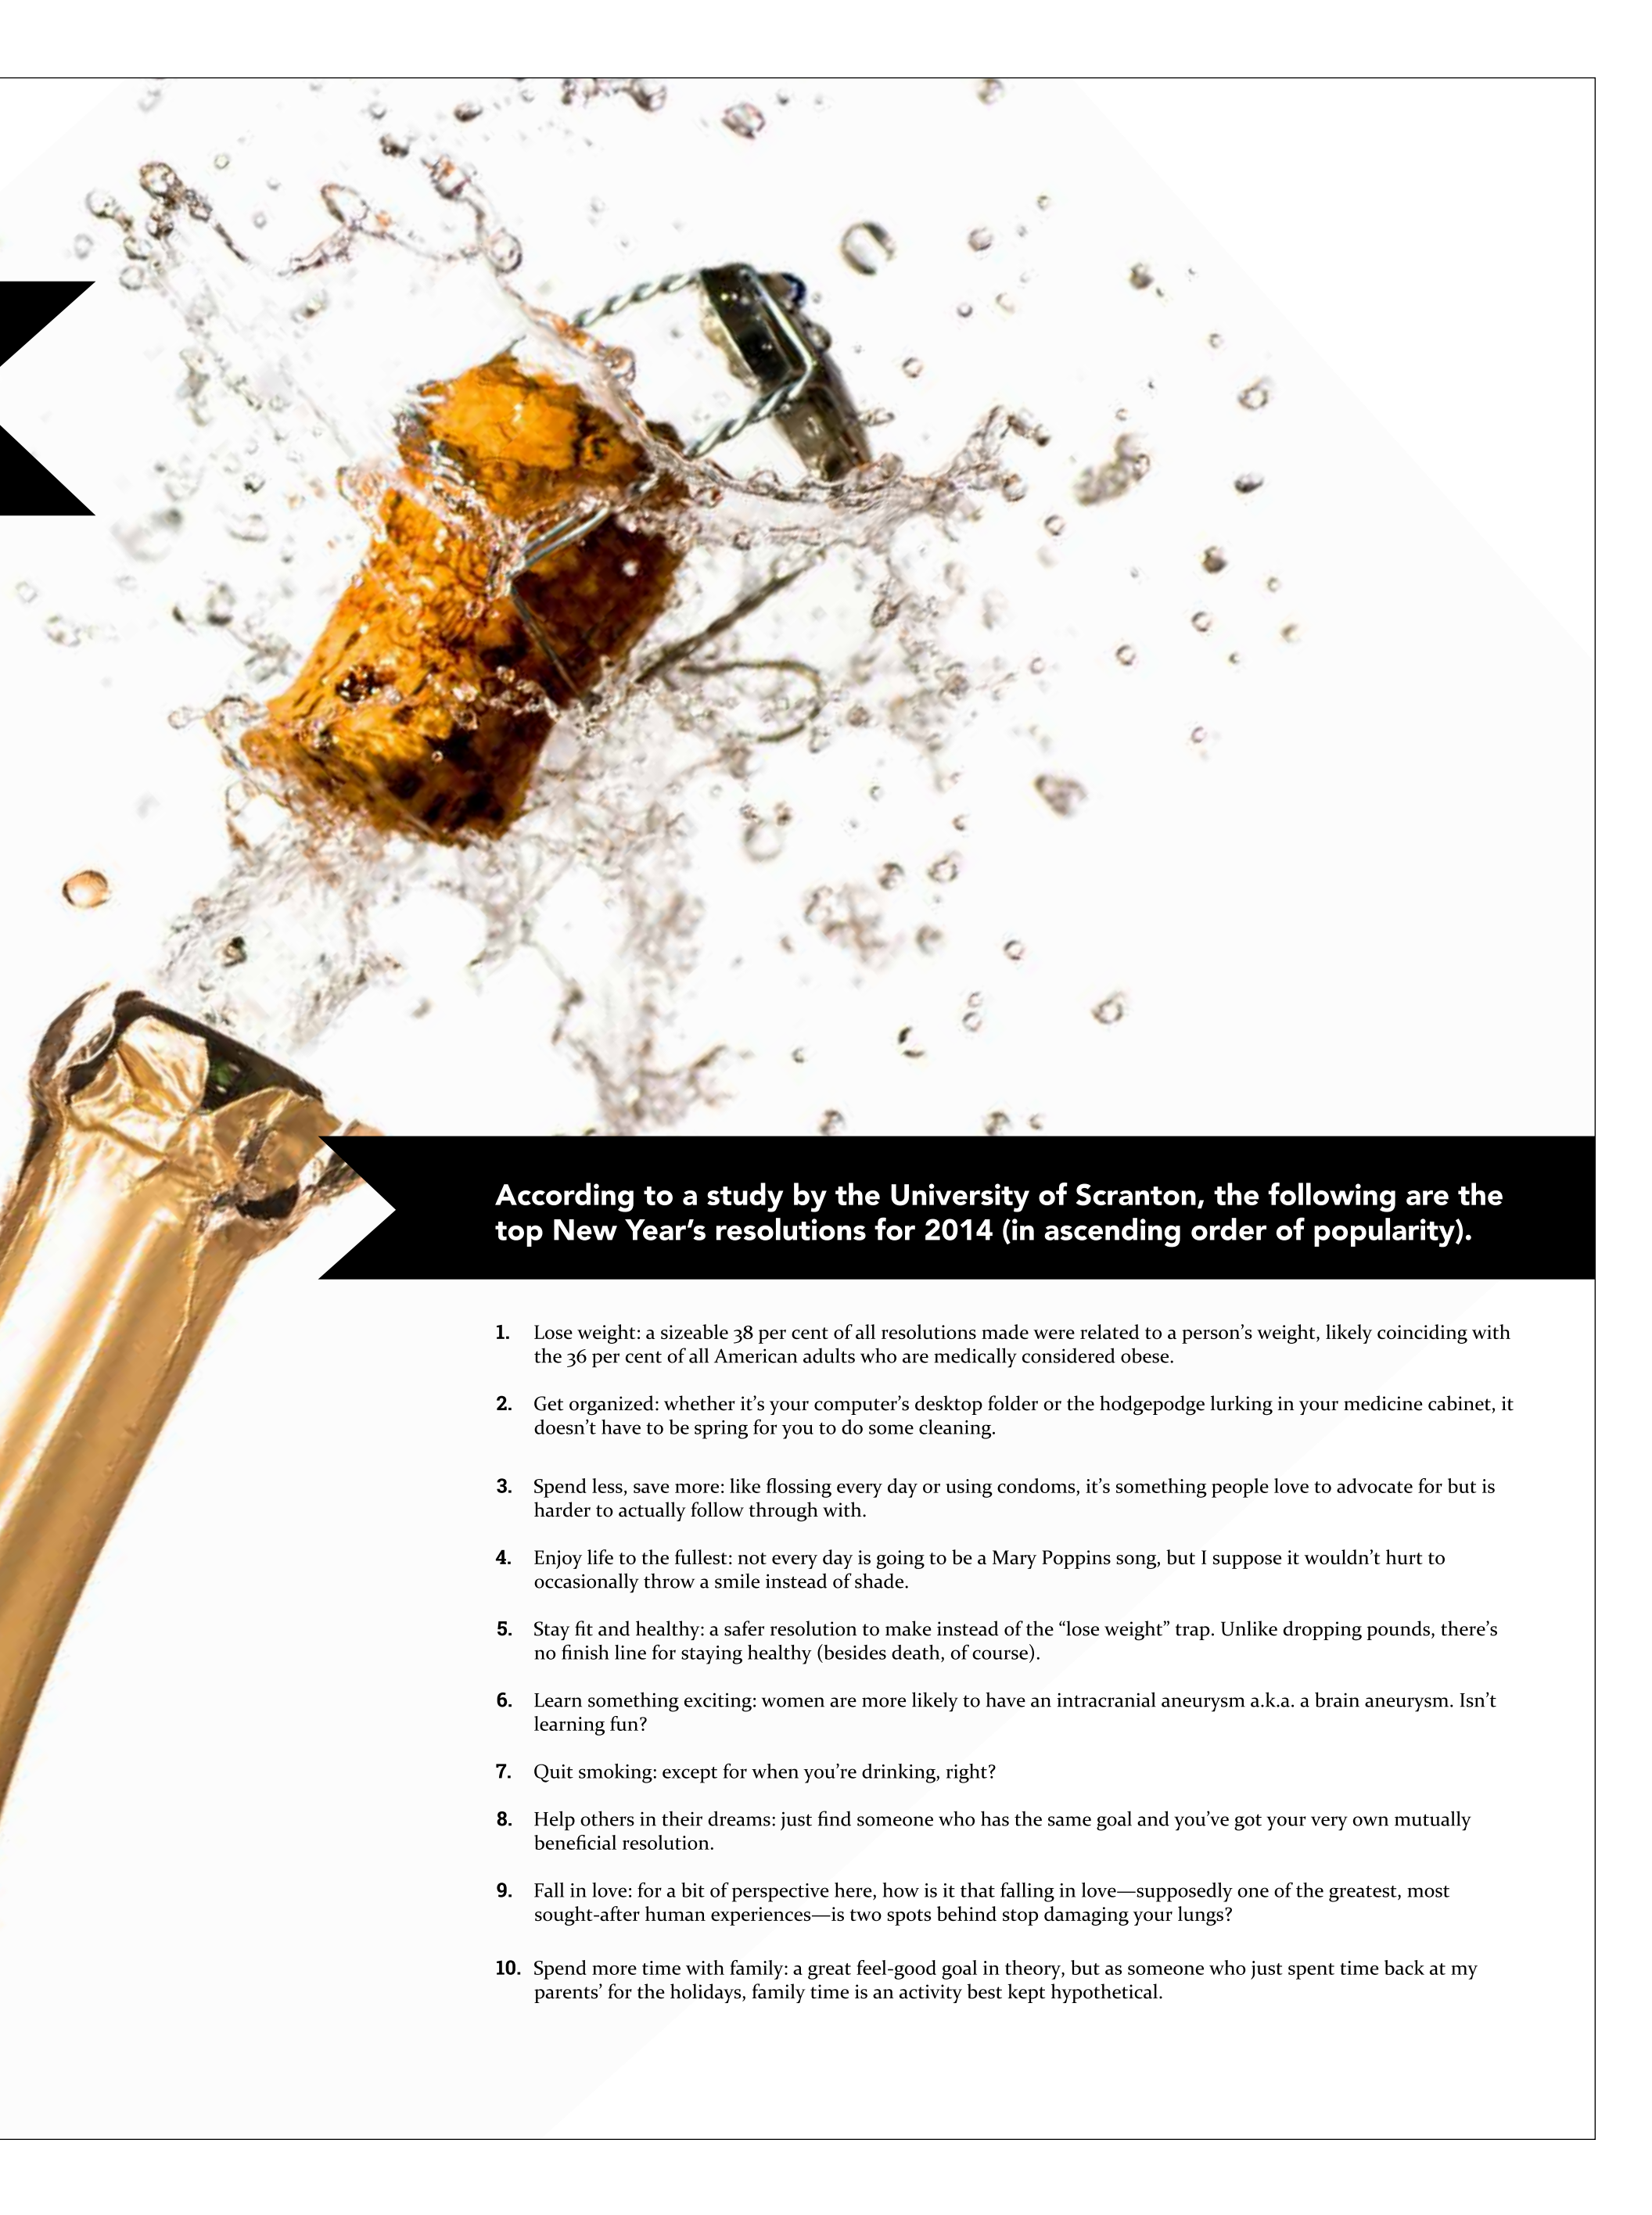 According to a study by the University of Scranton, the following are the
top New Year’s resolutions for 2014 (in ascending order of popularity).
1. Lose weight: a sizeable 38 per cent of all resolutions made were related to a person’s weight, likely coinciding with
the 36 per cent of all American adults who are medically considered obese.
2. Get organized: whether it’s your computer’s desktop folder or the hodgepodge lurking in your medicine cabinet, it
doesn’t have to be spring for you to do some cleaning.
3. Spend less, save more: like flossing every day or using condoms, it’s something people love to advocate for but is
harder to actually follow through with.
4. Enjoy life to the fullest: not every day is going to be a Mary Poppins song, but I suppose it wouldn’t hurt to
occasionally throw a smile instead of shade.
5. Stay fit and healthy: a safer resolution to make instead of the “lose weight” trap. Unlike dropping pounds, there’s
no finish line for staying healthy (besides death, of course).
6. Learn something exciting: women are more likely to have an intracranial aneurysm a.k.a. a brain aneurysm. Isn’t
learning fun?
7. Quit smoking: except for when you’re drinking, right?
8. Help others in their dreams: just find someone who has the same goal and you’ve got your very own mutually
beneficial resolution.
9. Fall in love: for a bit of perspective here, how is it that falling in love—supposedly one of the greatest, most
sought-after human experiences—is two spots behind stop damaging your lungs?
10. Spend more time with family: a great feel-good goal in theory, but as someone who just spent time back at my
parents’ for the holidays, family time is an activity best kept hypothetical.